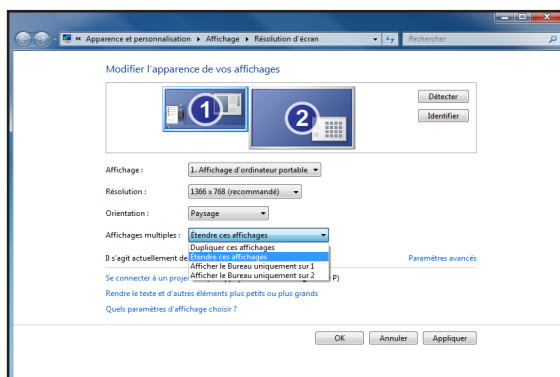 « Apparence et personnalisation ▸ Affichage ▸ Résolution d'écran
Rechercher
Modifier l'apparence de vos affichages
1
2
Détecter
Identifier
Affichage :
1. Affichage d'ordinateur portable
Résolution :
1366 x 768 (recommandé)
Orientation :
Paysage
Affichages multiples :
Étendre ces affichages
Dupliquer ces affichages
Étendre ces affichages
Afficher le Bureau uniquement sur 1
Afficher le Bureau uniquement sur 2
Il s'agit actuellement de
Paramètres avancés
Se connecter à un proje
P)
Rendre le texte et d'autres éléments plus petits ou plus grands
Quels paramètres d'affichage choisir ?
OK
Annuler
Appliquer